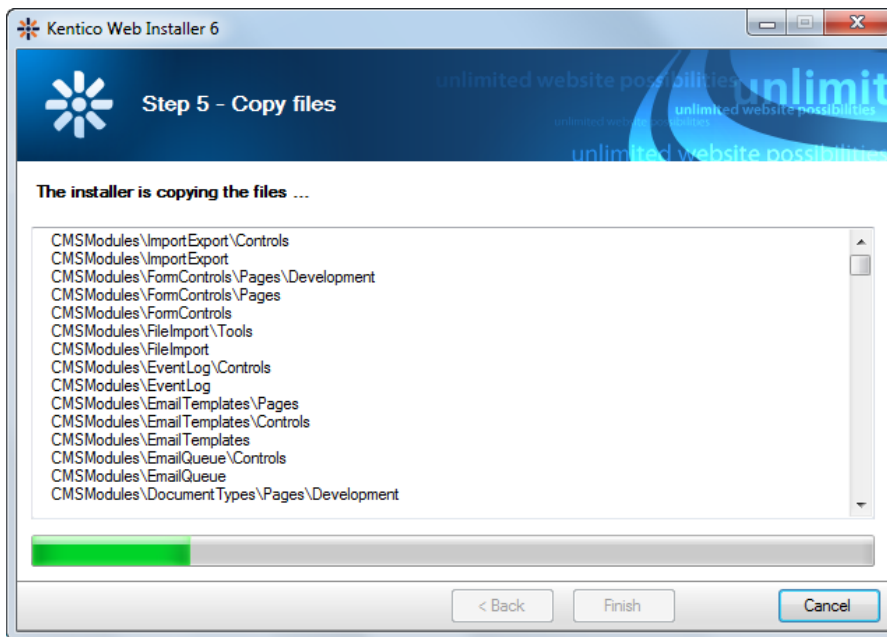 Kentico Web Installer 6
unlimited website possibilities
unlimit
Step 5 - Copy files
unlimited website possibilities
unlimited website possibilities
unlimited website possibilities
The installer is copying the files ...
CMSModules\ImportExport\Controls
CMSModules\ImportExport
CMSModules\FormControls\Pages\Development
CMSModules\FormControls\Pages
CMSModules\FormControls
CMSModules\FileImport\Tools
CMSModules\FileImport
CMSModules\EventLog\Controls
CMSModules\EventLog
CMSModules\EmailTemplates\Pages
CMSModules\EmailTemplates\Controls
CMSModules\EmailTemplates
CMSModules\EmailQueue\Controls
CMSModules\EmailQueue
CMSModules\DocumentTypes\Pages\Development
< Back
Finish
Cancel